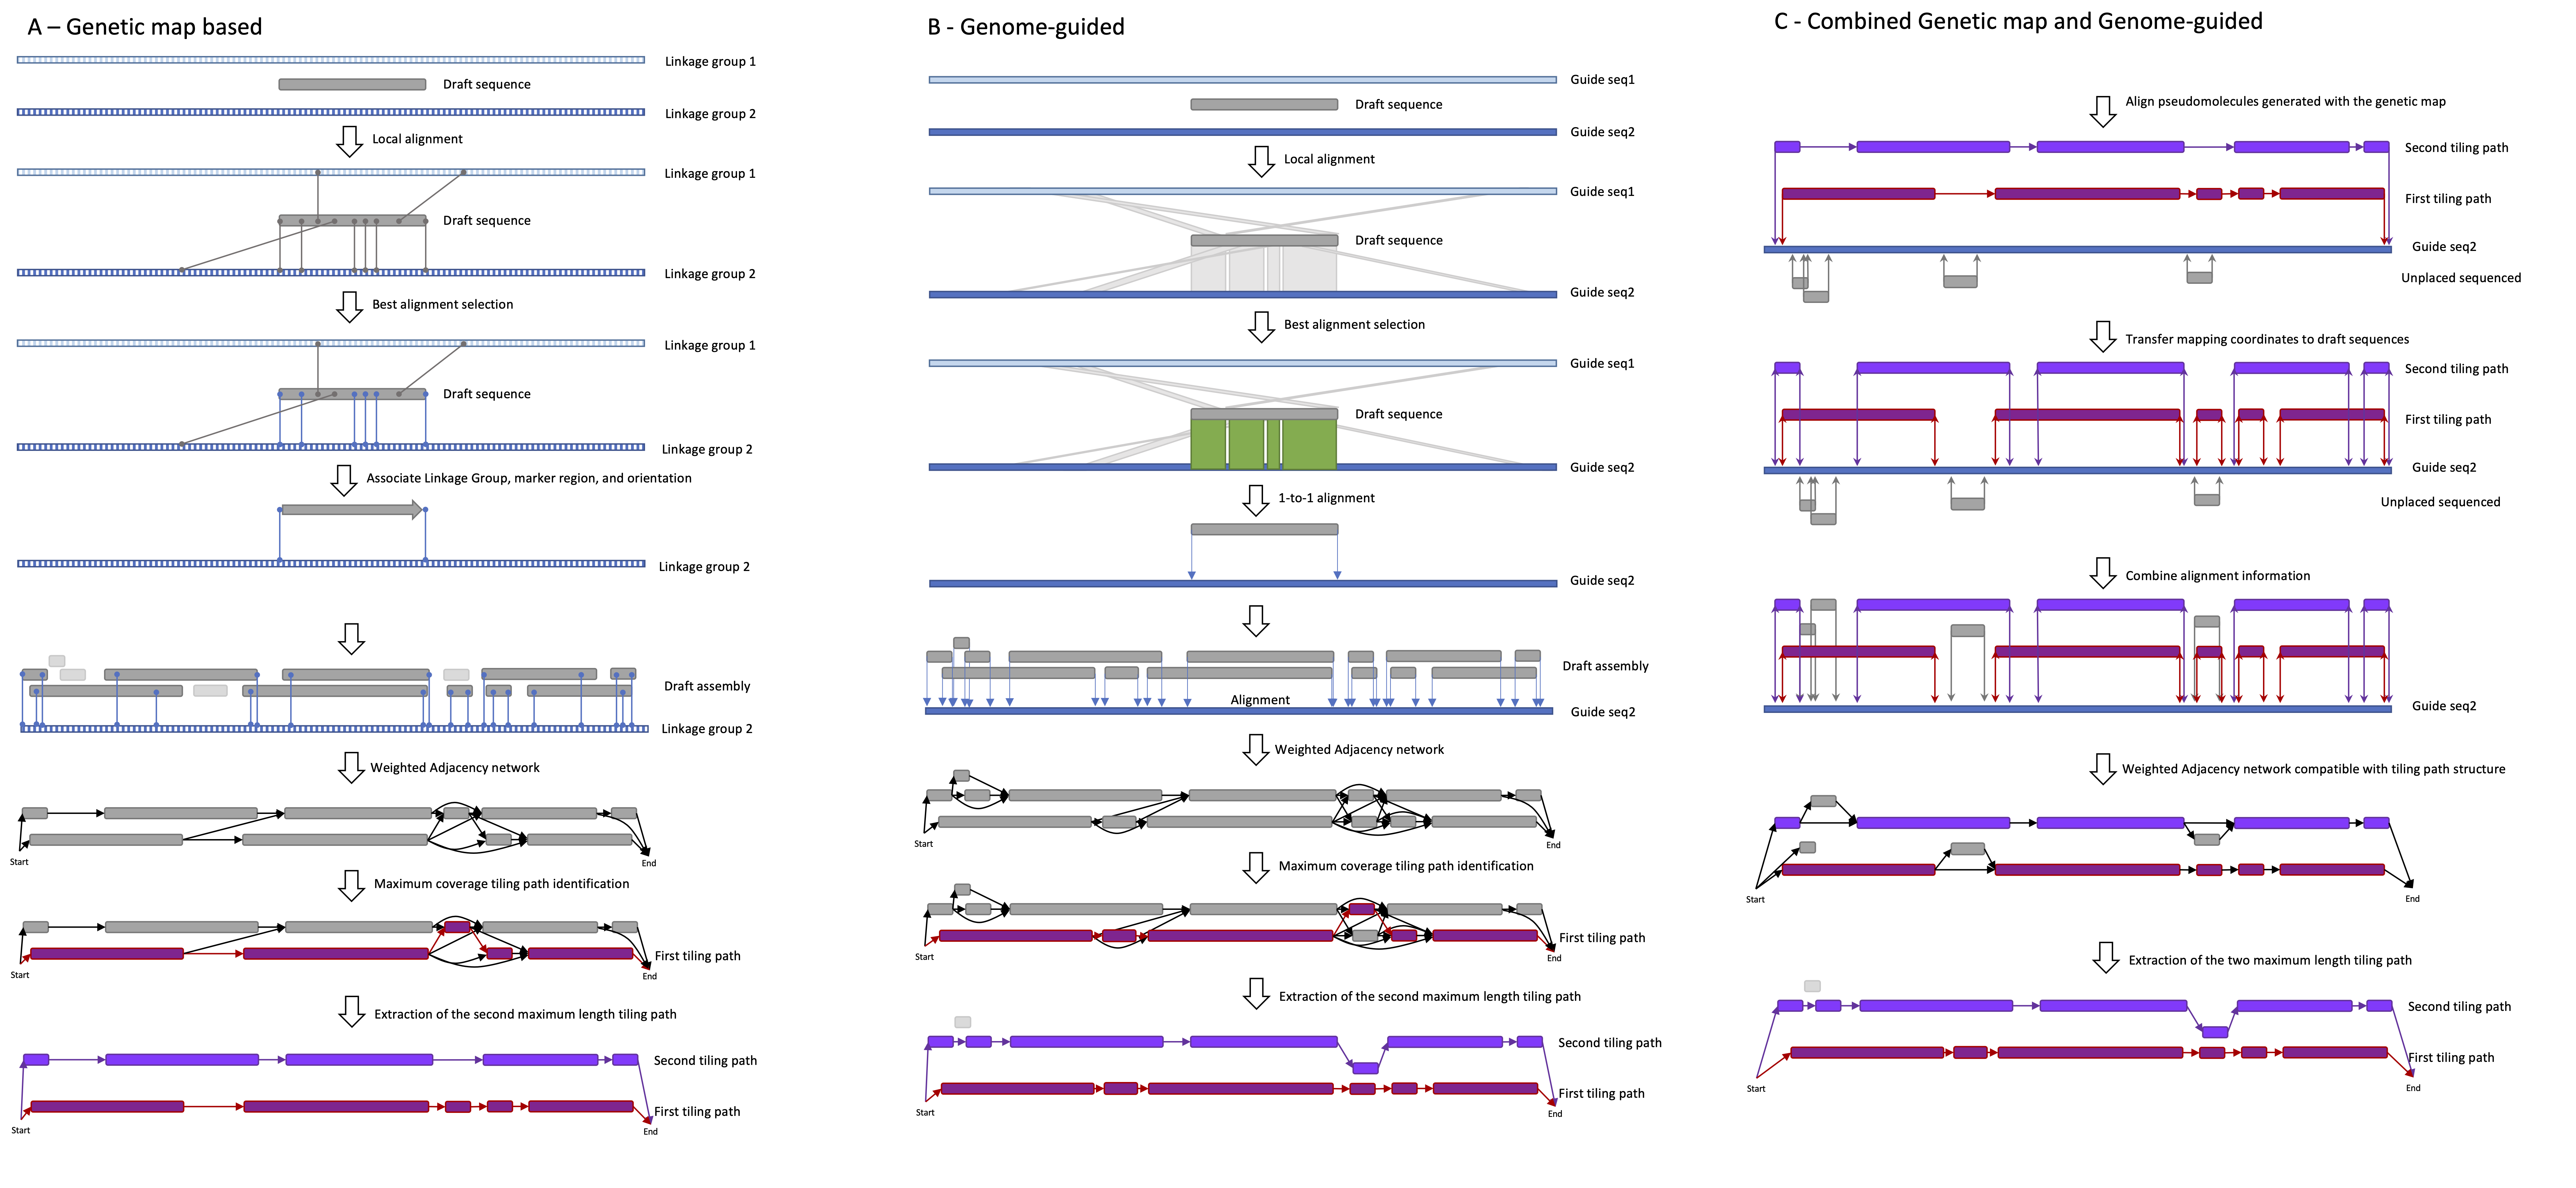 A – Genetic map based
Linkage group 1
Draft sequence
Linkage group 2
Local alignment
Linkage group 1
Draft sequence
Linkage group 2
Best alignment selection
Linkage group 1
Draft sequence
Linkage group 2
Associate Linkage Group, marker region, and orientation
Linkage group 2
Draft assembly
Linkage group 2
Weighted Adjacency network
Start
End
Maximum coverage tiling path identification
First tiling path
Start
End
Extraction of the second maximum length tiling path
Second tiling path
First tiling path
Start
End
B - Genome-guided
Guide seq1
Draft sequence
Guide seq2
Local alignment
Guide seq1
Draft sequence
Guide seq2
Best alignment selection
Guide seq1
Draft sequence
Guide seq2
1-to-1 alignment
Guide seq2
Draft assembly
Alignment
Guide seq2
Weighted Adjacency network
Start
End
Maximum coverage tiling path identification
First tiling path
Start
End
Extraction of the second maximum length tiling path
Second tiling path
First tiling path
Start
End
C - Combined Genetic map and Genome-guided
Align pseudomolecules generated with the genetic map
Second tiling path
First tiling path
Guide seq2
Unplaced sequenced
Transfer mapping coordinates to draft sequences
Second tiling path
First tiling path
Guide seq2
Unplaced sequenced
Combine alignment information
Guide seq2
Weighted Adjacency network compatible with tiling path structure
Start
End
Extraction of the two maximum length tiling path
Second tiling path
First tiling path
Start
End